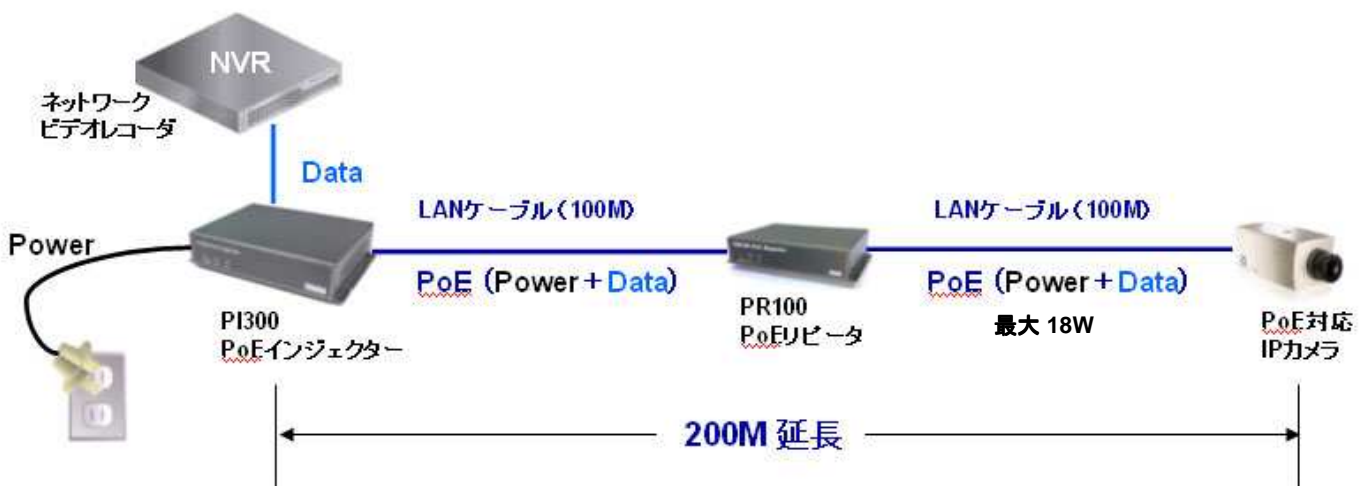 NVR
ネットワーク
ビデオレコーダ
Data
Power
LANケーブル(100M)
PoE (Power+Data)
LANケーブル(100M)
PoE (Power+Data)
最大 18W
PI300
PoEインジェクター
PR100
PoEリピータ
PoE対応
IPカメラ
200M 延長